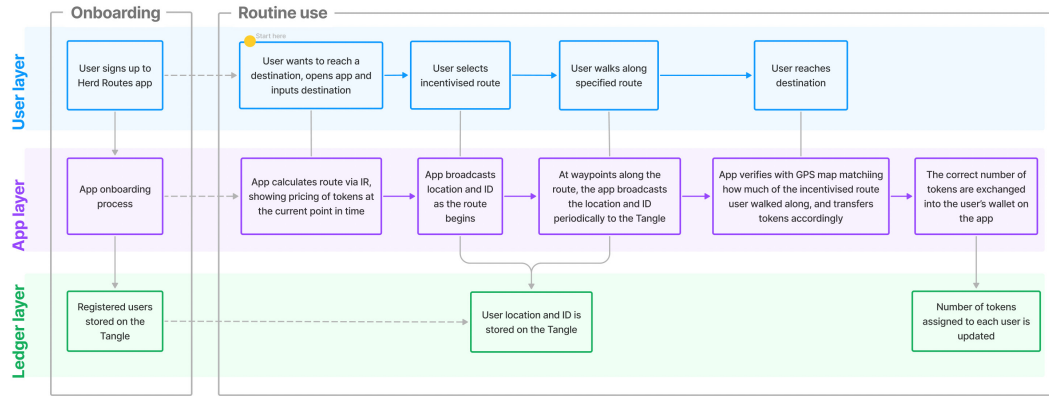 Onboarding
Routine use
User layer
User signs up to
Herd Routes app
Start here
User wants to reach a
destination, opens app and
inputs destination
User selects
incentivised route
User walks along
specified route
User reaches
destination
App layer
App onboarding
process
App calculates route via IR,
showing pricing of tokens at
the current point in time
App broadcasts
location and ID
as the route
begins
At waypoints along the
route, the app broadcasts
the location and ID
periodically to the Tangle
App verifies with GPS map matchiing
how much of the incentivised route
user walked along, and transfers
tokens accordingly
The correct number of
tokens are exchanged
into the user's wallet on
the app
Ledger layer
Registered users
stored on the
Tangle
User location and ID is
stored on the Tangle
Number of tokens
assigned to each user is
updated